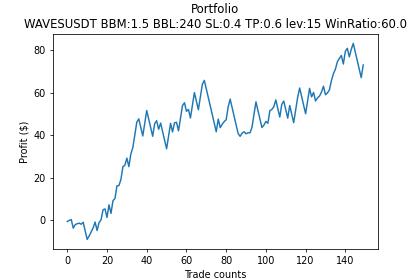 Portfolio
WAVESUSDT BBM:1.5 BBL:240 SL:0.4 TP:0.6 lev:15 WinRatio:60.0
80
60
40
20
0
Profit ($)
0 20 40 60 80 100 120 140
Trade counts